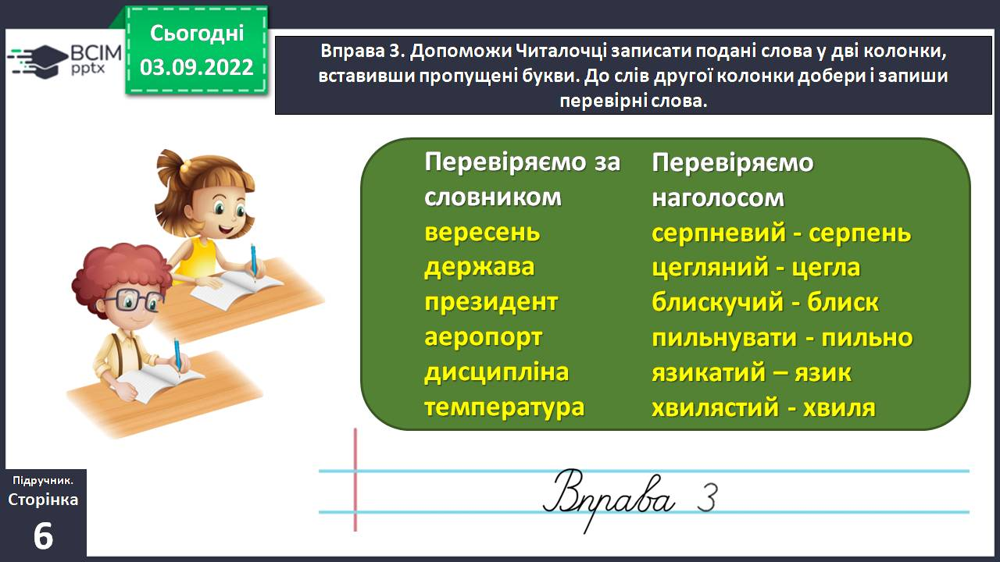 Сьогодні
03.09.2022
ВСІМ
pptx
Вправа 3. Допоможи Читалочці записати подані слова у дві колонки,
вставивши пропущені букви. До слів другої колонки добери і запиши
перевірні слова.
Перевіряємо за
словником
вересень
держава
президент
аеропорт
дисципліна
температура
Перевіряємо
наголосом
серпневий - серпень
цегляний - цегла
блискучий - блиск
пильнувати - пильно
язикатий – язик
хвилястий - хвиля
Підручник.
Сторінка
6
Вправа 3